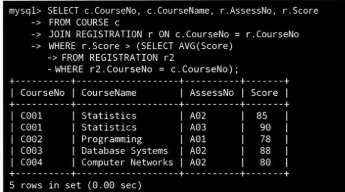 mysql> SELECT c.CourseNo, c.CourseName, r.AssessNo, r.Score
-> FROM COURSE c
-> JOIN REGISTRATION r ON c.CourseNo = r.CourseNo
-> WHERE r.Score > (SELECT AVG(Score)
-> FROM REGISTRATION r2
- WHERE r2.CourseNo = c.CourseNo);
+----------+-------------------+----------+-------+
| CourseNo | CourseName | AssessNo | Score |
+----------+-------------------+----------+-------+
| C001 | Statistics | A02 | 85 |
| C001 | Statistics | A03 | 90 |
| C002 | Programming | A01 | 78 |
| C003 | Database Systems | A02 | 88 |
| C004 | Computer Networks | A02 | 80 |
+----------+-------------------+----------+-------+
5 rows in set (0.00 sec)